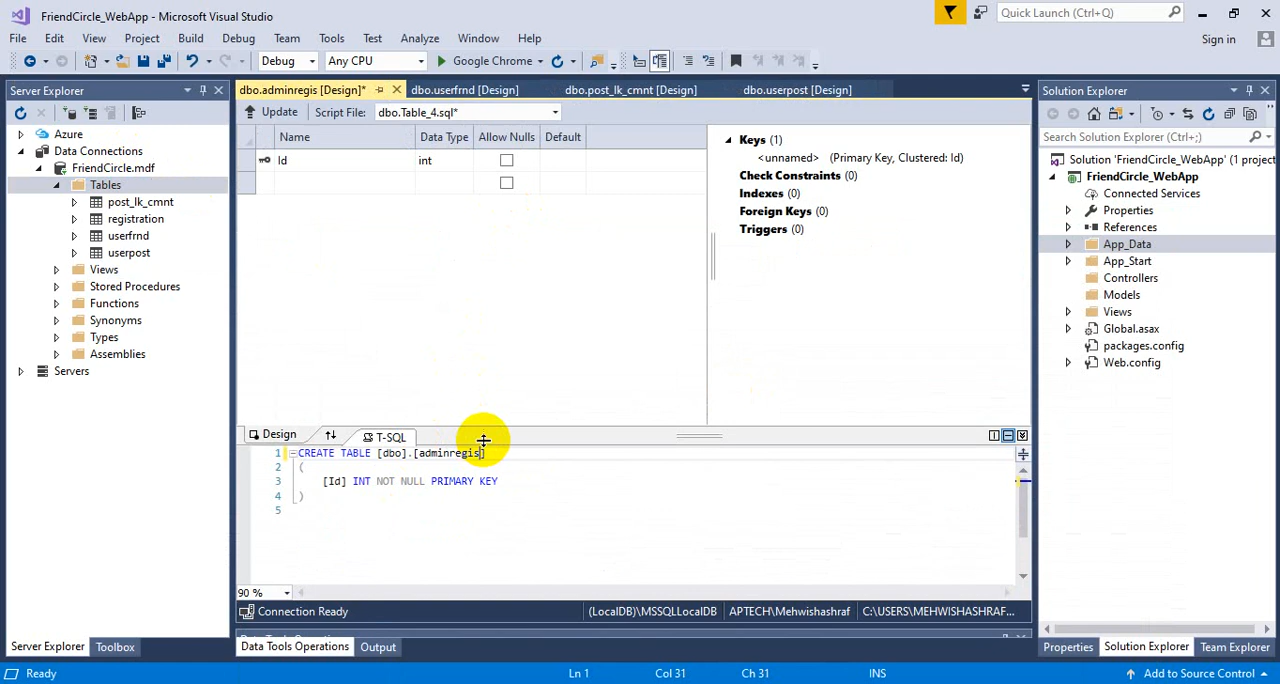 FriendCircle_WebApp - Microsoft Visual Studio
Quick Launch (Ctrl+Q)
File Edit View Project Build Debug Team Tools Test Analyze Window Help
Sign in
Debug Any CPU Google Chrome
Server Explorer
Azure
Data Connections
FriendCircle.mdf
Tables
post_lk_cmnt
registration
userfrnd
userpost
Views
Stored Procedures
Functions
Synonyms
Types
Assemblies
Servers
Server Explorer Toolbox
dbo.adminregis [Design]* dbo.userfrnd [Design] dbo.post_lk_cmnt [Design] dbo.userpost [Design]
Update Script File: dbo.Table_4.sql*
Name Data Type Allow Nulls Default
Id int
Keys (1)
<unnamed> (Primary Key, Clustered: Id)
Check Constraints (0)
Indexes (0)
Foreign Keys (0)
Triggers (0)
Design T-SQL
1 CREATE TABLE [dbo].[adminregis]
2 (
3 [Id] INT NOT NULL PRIMARY KEY
4 )
5
90 %
Connection Ready (LocalDB)\MSSQLLocalDB APTECH\Mehwishashraf C:\USERS\MEHWISHASHRAF...
Data Tools Operations Output
Solution Explorer
Search Solution Explorer (Ctrl+;)
Solution 'FriendCircle_WebApp' (1 project
FriendCircle_WebApp
Connected Services
Properties
References
App_Data
App_Start
Controllers
Models
Views
Global.asax
packages.config
Web.config
Properties Solution Explorer Team Explorer
Ready Ln 1 Col 31 Ch 31 INS Add to Source Control